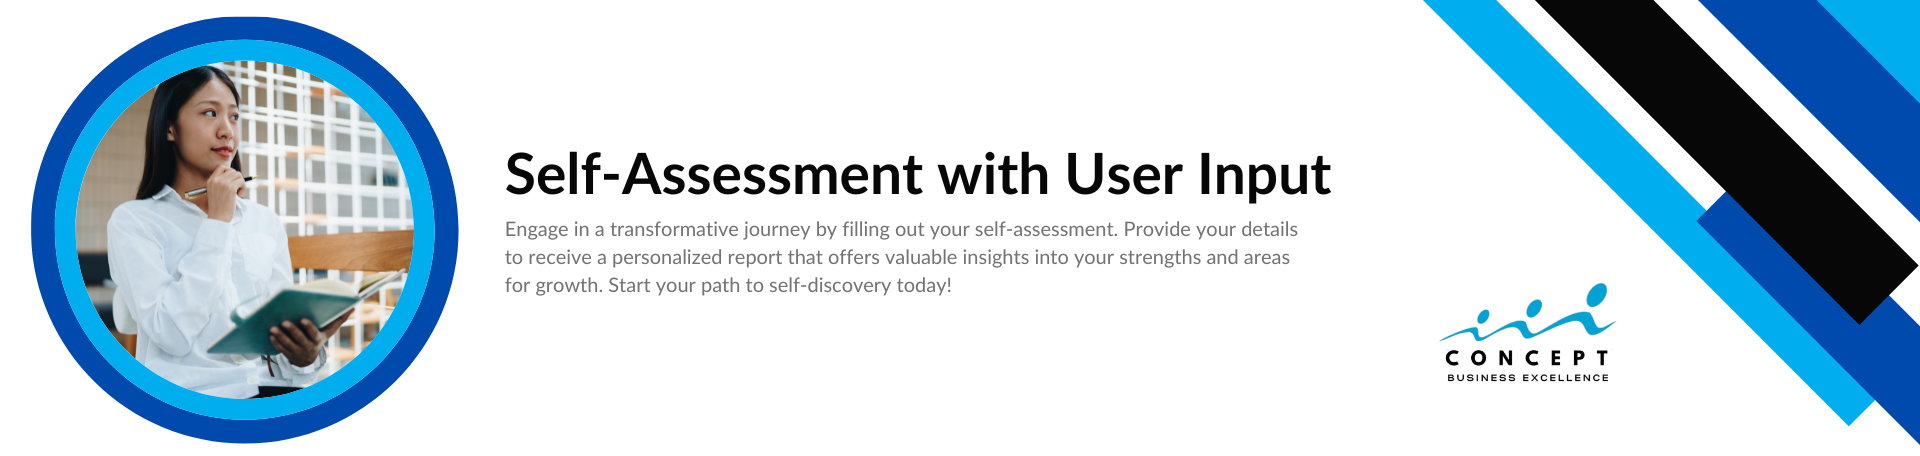 Self-Assessment with User Input
Engage in a transformative journey by filling out your self-assessment. Provide your details
to receive a personalized report that offers valuable insights into your strengths and areas
for growth. Start your path to self-discovery today!
CONCEPT
BUSINESS EXCELLENCE